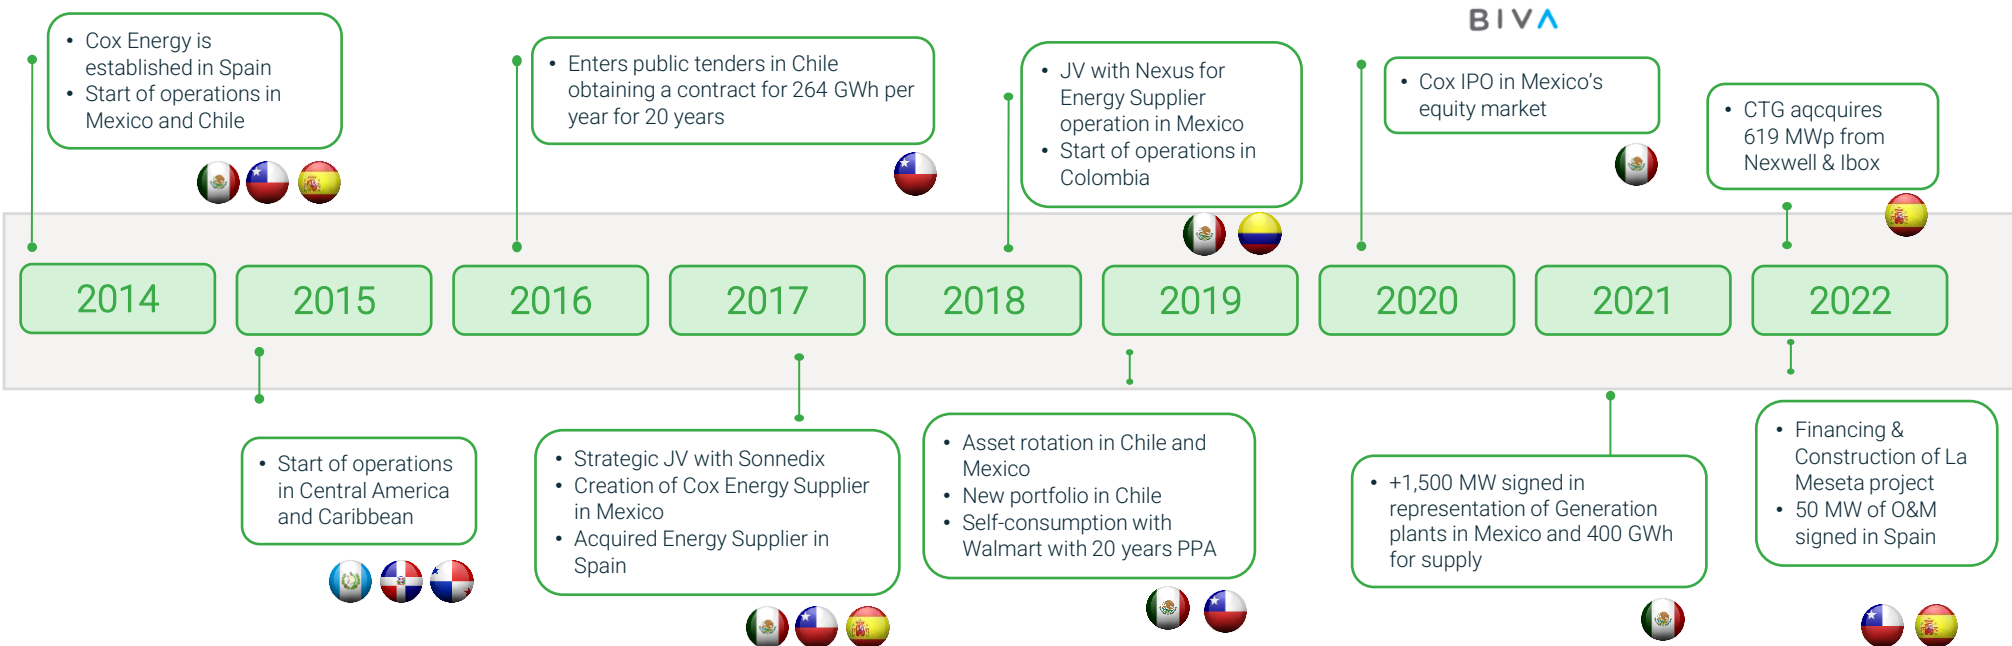 BIVA
• Cox Energy is
established in Spain
• Start of operations in
Mexico and Chile
• Enters public tenders in Chile
obtaining a contract for 264 GWh per
year for 20 years
• JV with Nexus for
Energy Supplier
operation in Mexico
• Start of operations in
Colombia
• Cox IPO in Mexico’s
equity market
• CTG aqcquires
619 MWp from
Nexwell & Ibox
2014
2015
2016
2017
2018
2019
2020
2021
2022
• Start of operations
in Central America
and Caribbean
• Strategic JV with Sonnedix
• Creation of Cox Energy Supplier
in Mexico
• Acquired Energy Supplier in
Spain
• Asset rotation in Chile and
Mexico
• New portfolio in Chile
• Self-consumption with
Walmart with 20 years PPA
• +1,500 MW signed in
representation of Generation
plants in Mexico and 400 GWh
for supply
• Financing &
Construction of La
Meseta project
• 50 MW of O&M
signed in Spain